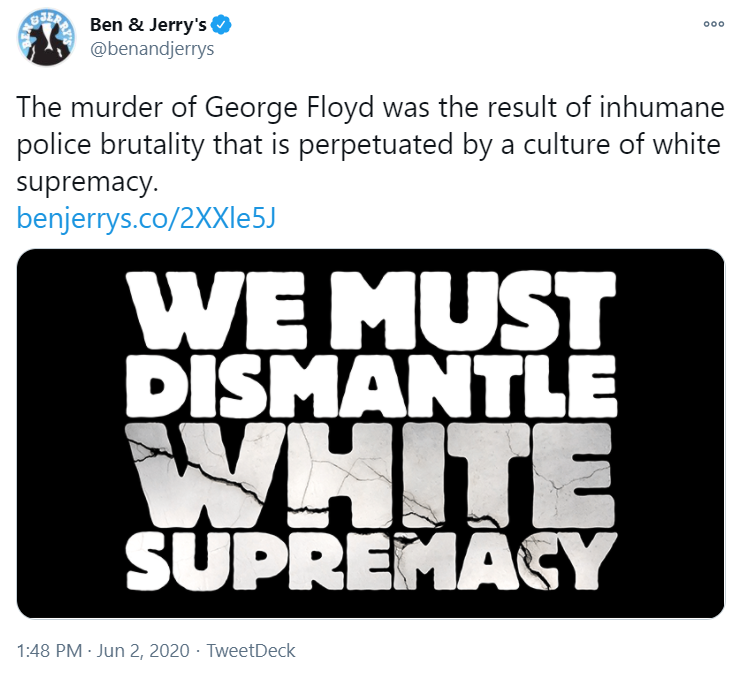 BEN&JERRY'S
Ben & Jerry's
@benandjerrys
The murder of George Floyd was the result of inhumane
police brutality that is perpetuated by a culture of white
supremacy.
benjerrys.co/2XXle5J
WE MUST
DISMANTLE
WHITE
SUPREMACY
1:48 PM · Jun 2, 2020 · TweetDeck